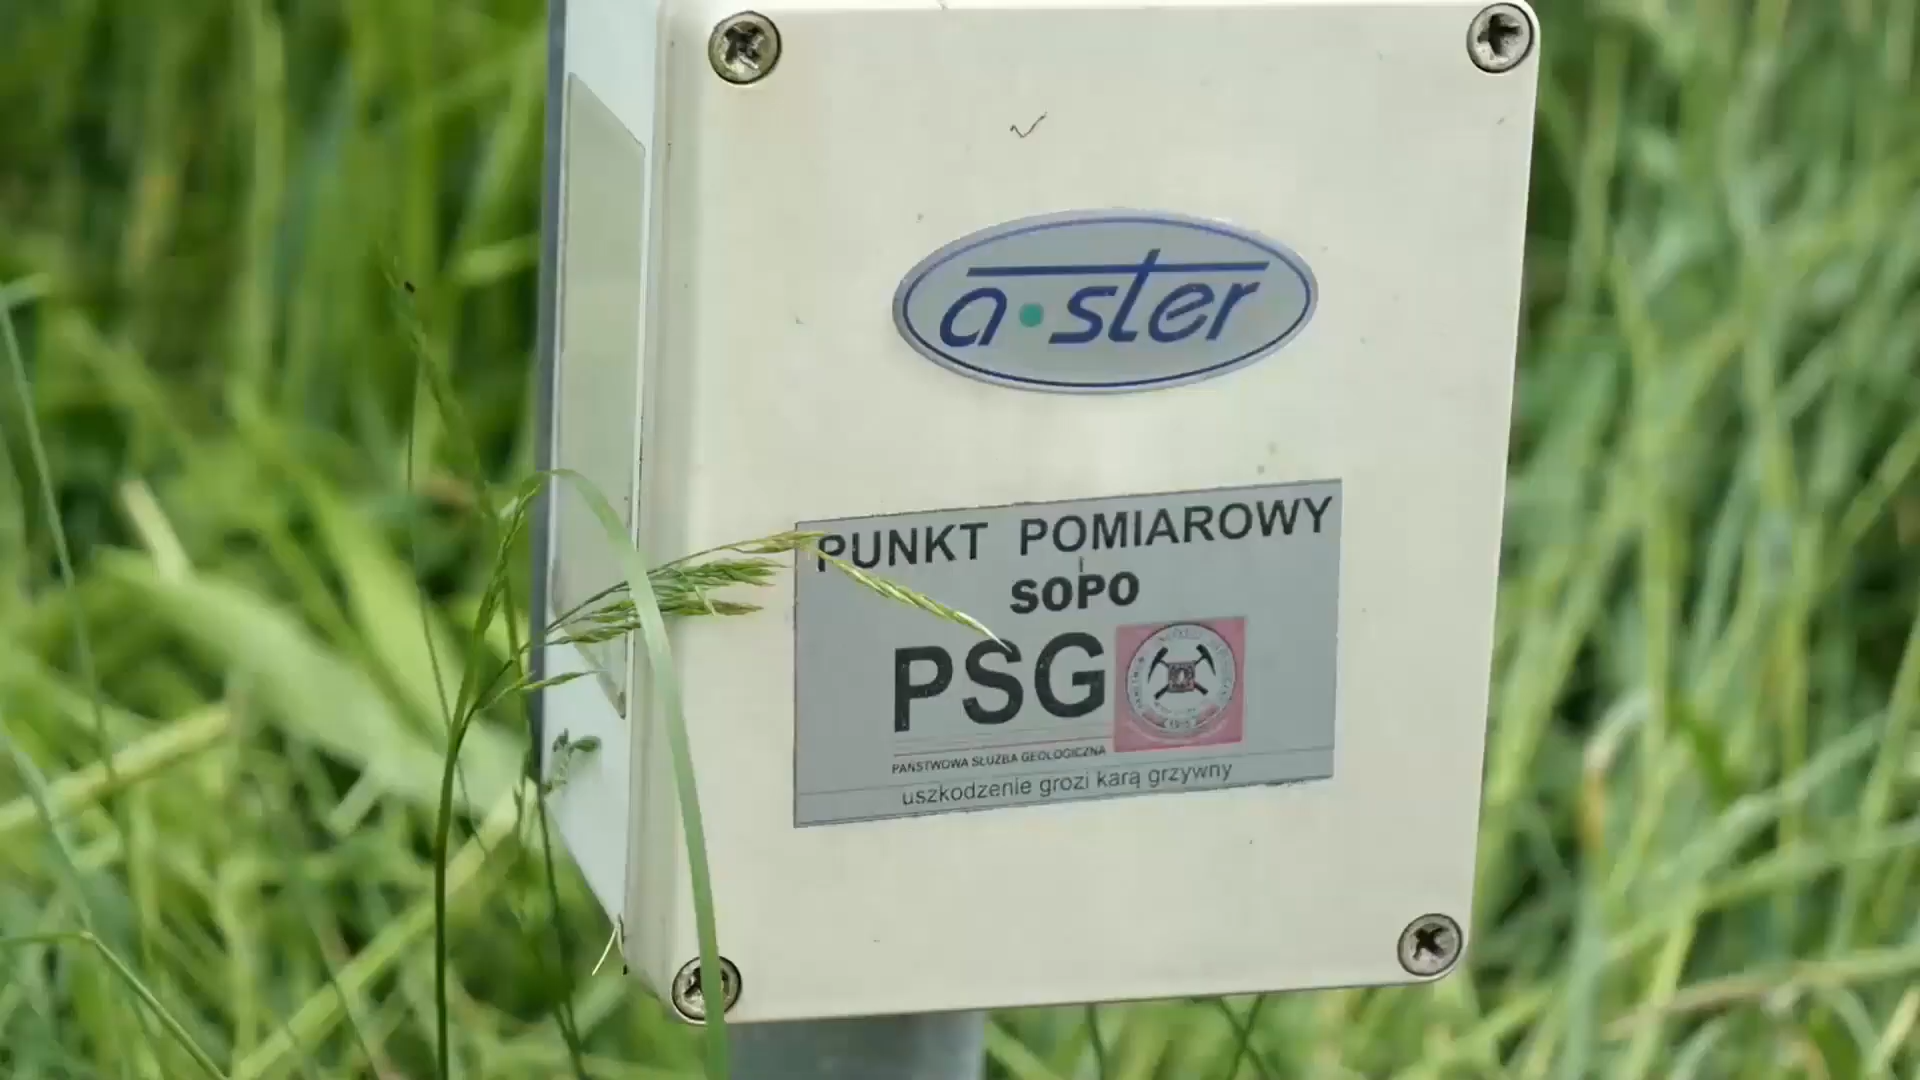 a•ster
PUNKT POMIAROWY
SOPO
PSG
PAŃSTWOWA SŁUŻBA GEOLOGICZNA
uszkodzenie grozi karą grzywny